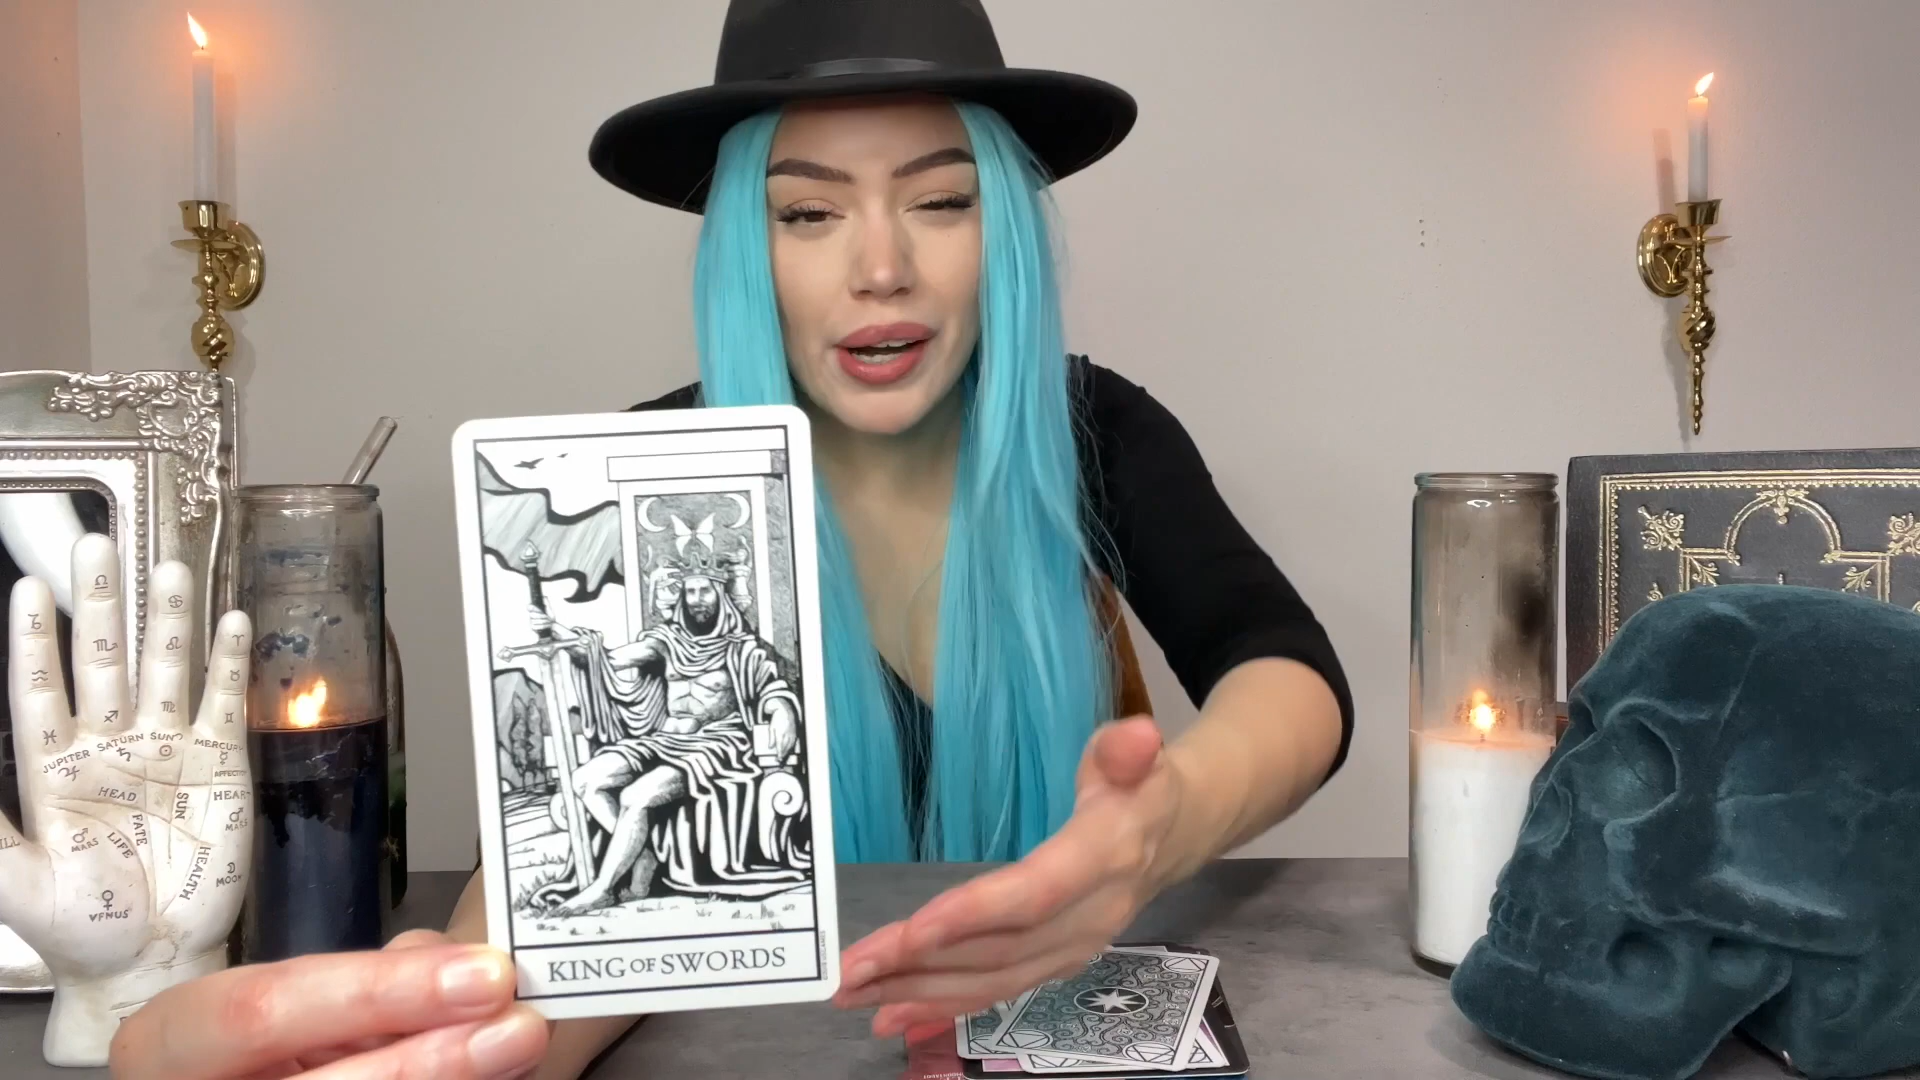 KING OF SWORDS
JUPITER
SATURN
SUN
MERCURY
HEAD
FATE
SUN
HEART
MARS
MARS
LIFE
HEALTH
MOON
VENUS